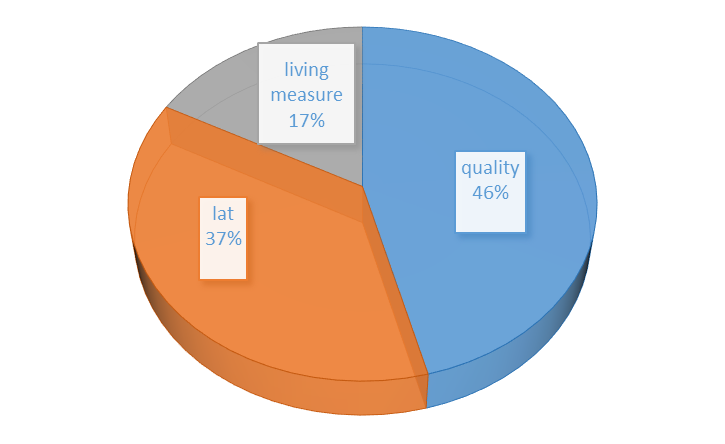 living
measure
17%
quality
46%
lat
37%